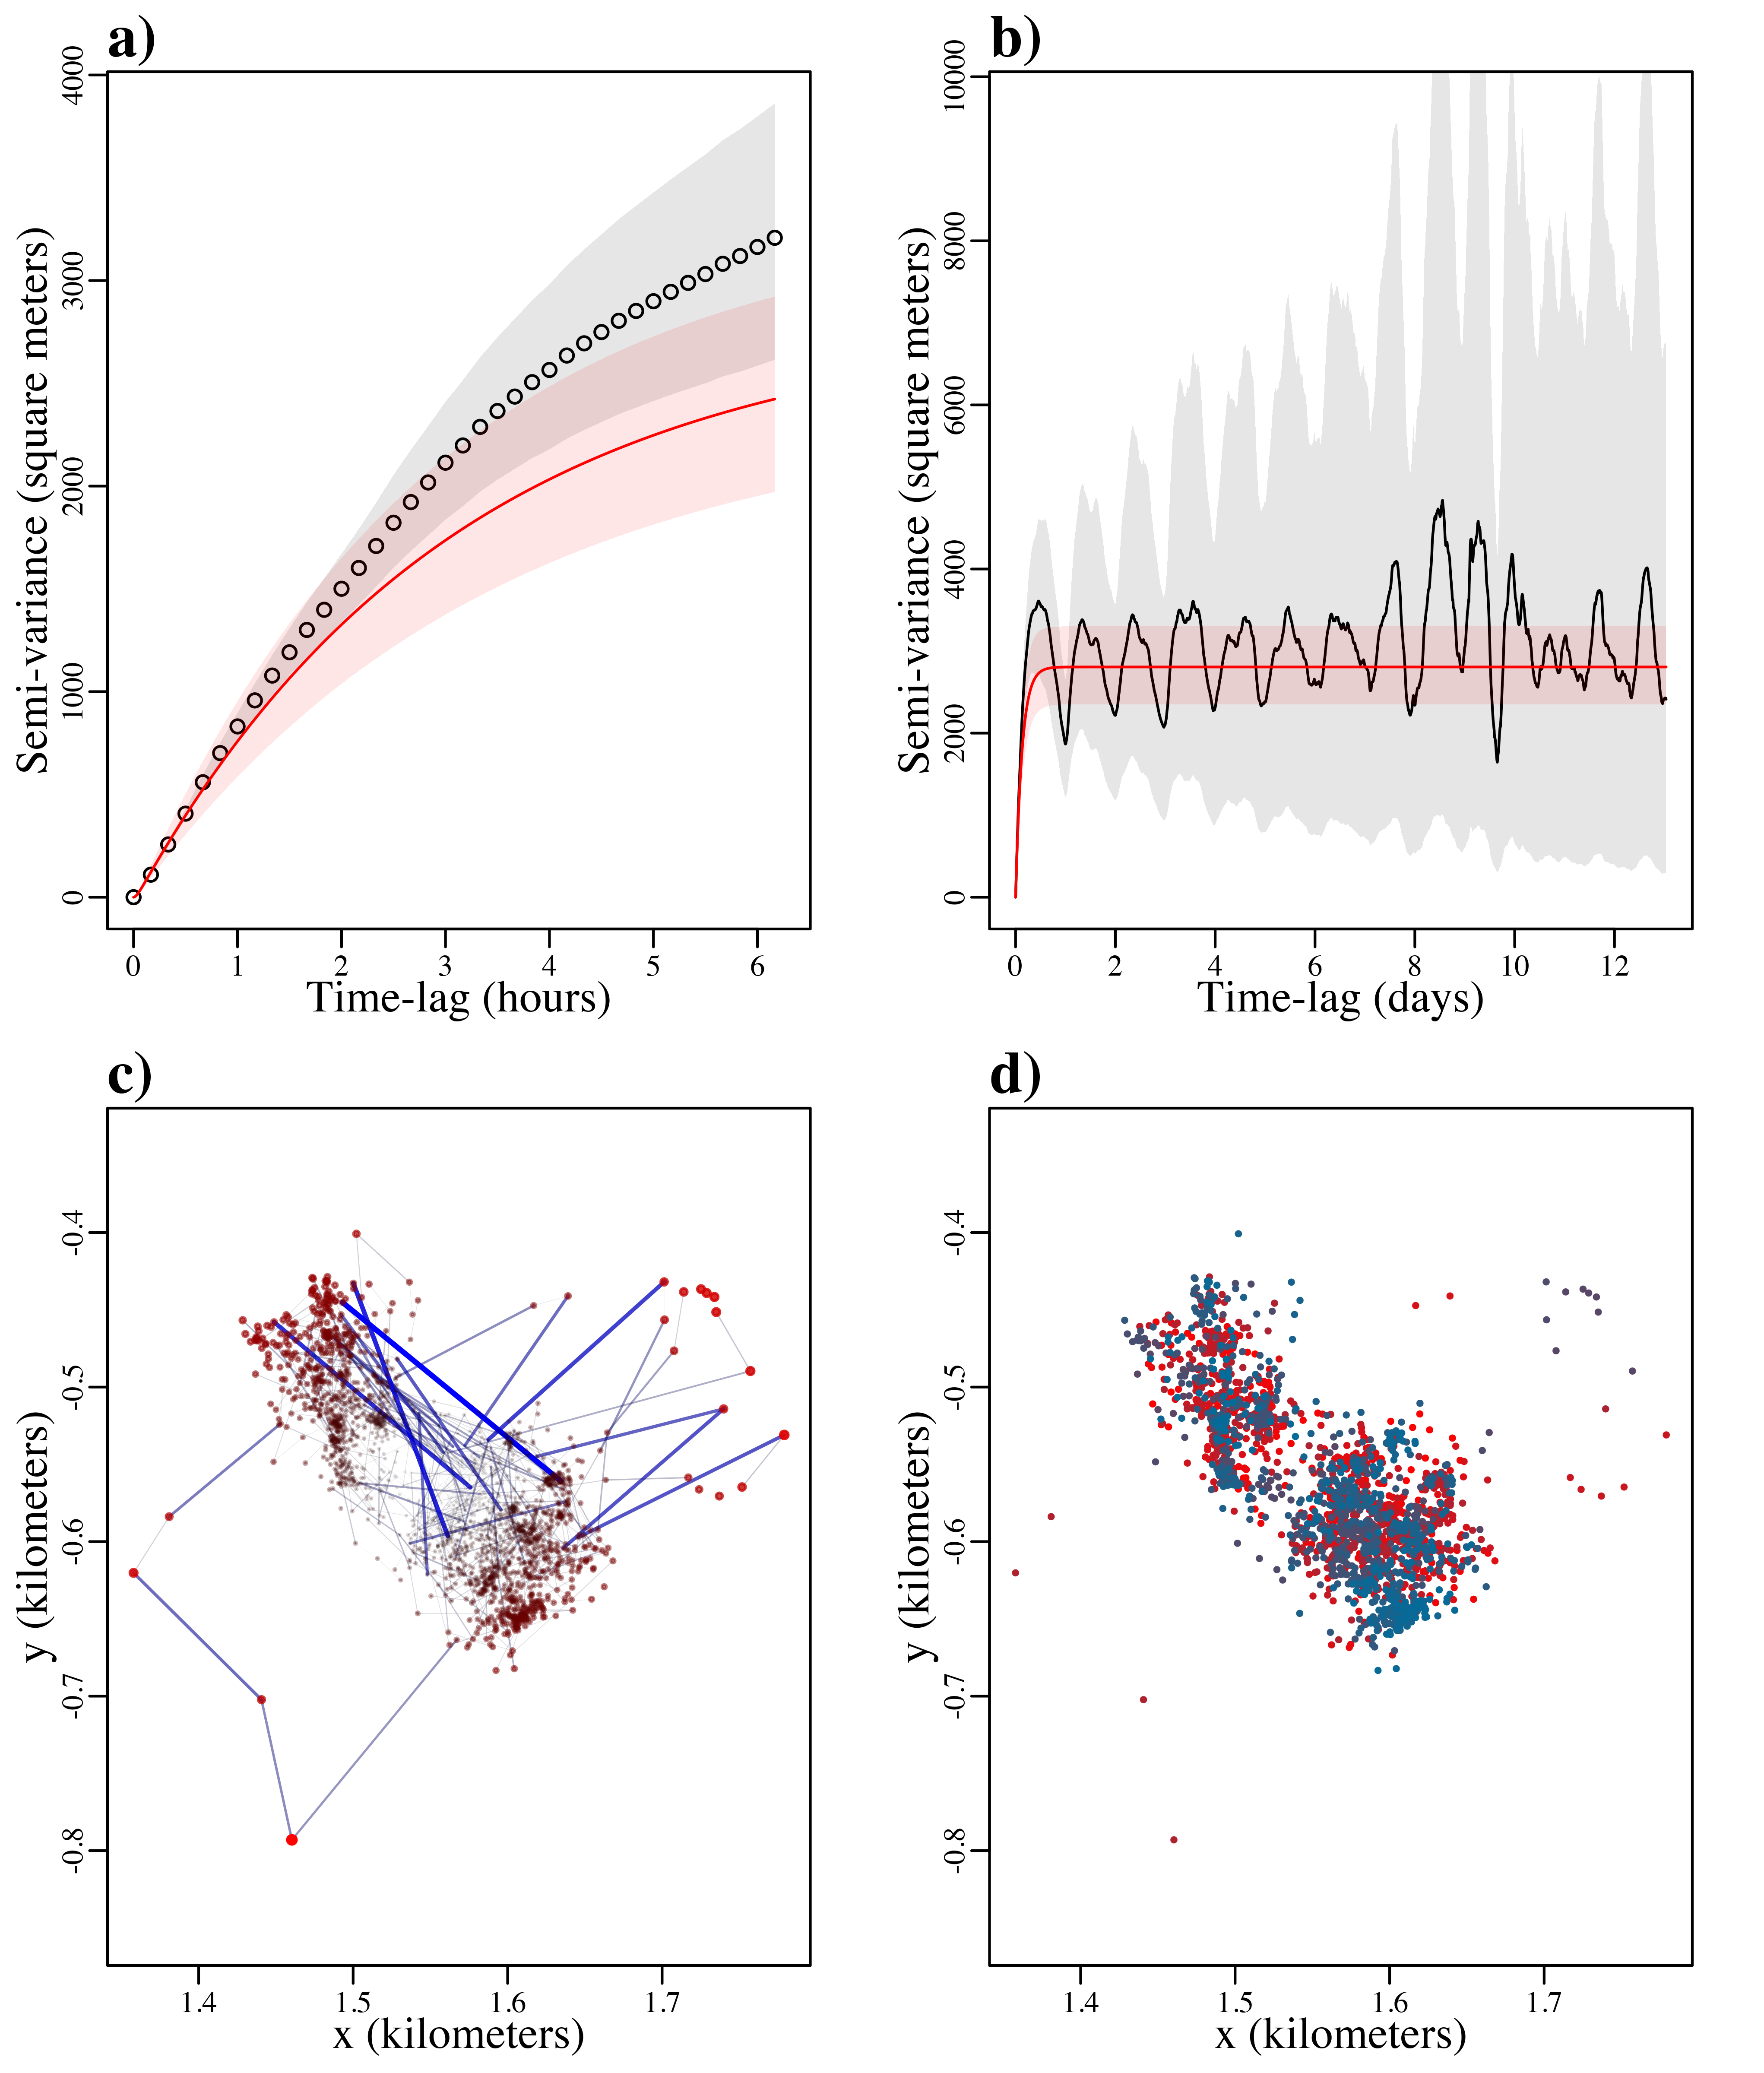 a)
Semi-variance (square meters)
4000
3000
2000
1000
0
0 1 2 3 4 5 6
Time-lag (hours)
b)
Semi-variance (square meters)
10000
8000
6000
4000
2000
0
0 2 4 6 8 10 12
Time-lag (days)
c)
y (kilometers)
-0.4
-0.5
-0.6
-0.7
-0.8
1.4 1.5 1.6 1.7
x (kilometers)
d)
y (kilometers)
-0.4
-0.5
-0.6
-0.7
-0.8
1.4 1.5 1.6 1.7
x (kilometers)